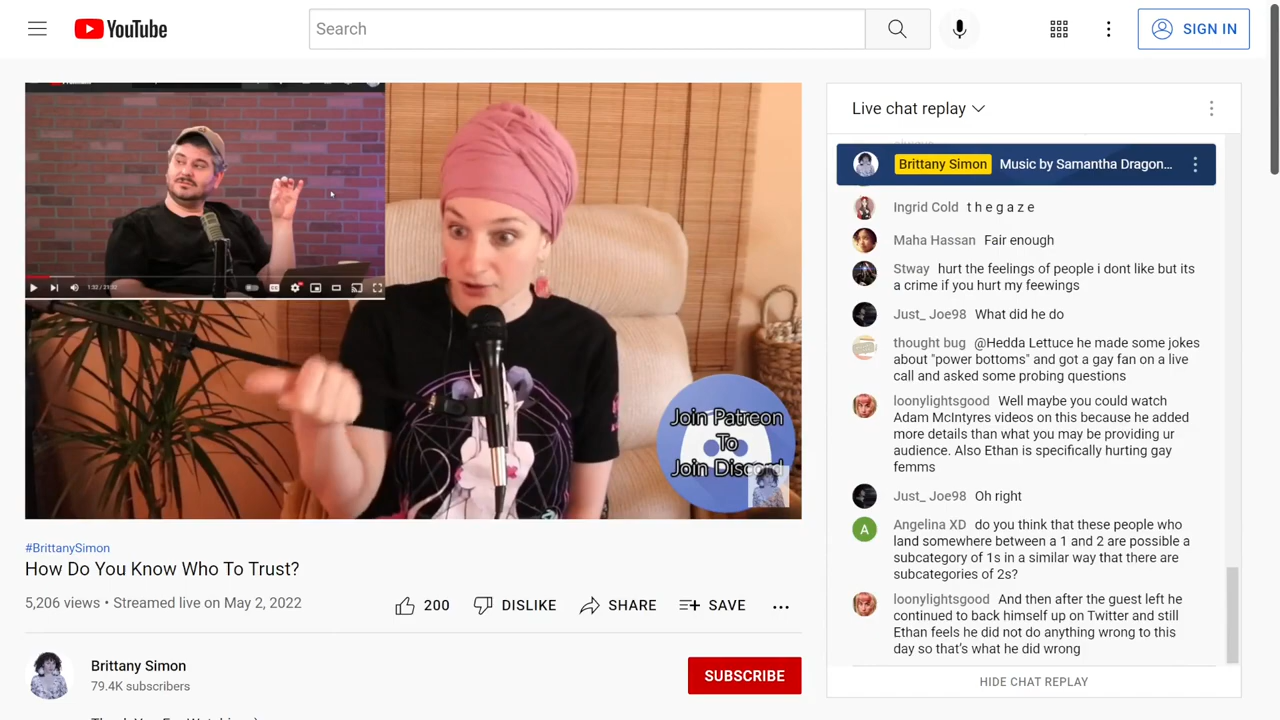 YouTube
Search
SIGN IN
1:32 / 21:32
Join Patreon
To
Join Discord
#BrittanySimon
How Do You Know Who To Trust?
5,206 views • Streamed live on May 2, 2022
200
DISLIKE
SHARE
SAVE
Brittany Simon
79.4K subscribers
SUBSCRIBE
Live chat replay
Brittany Simon Music by Samantha Dragon...
Ingrid Cold t h e g a z e
Maha Hassan Fair enough
Stway hurt the feelings of people i dont like but its
a crime if you hurt my feewings
Just_ Joe98 What did he do
thought bug @Hedda Lettuce he made some jokes
about "power bottoms" and got a gay fan on a live
call and asked some probing questions
loonylightsgood Well maybe you could watch
Adam McIntyres videos on this because he added
more details than what you may be providing ur
audience. Also Ethan is specifically hurting gay
femms
Just_ Joe98 Oh right
A
Angelina XD do you think that these people who
land somewhere between a 1 and 2 are possible a
subcategory of 1s in a similar way that there are
subcategories of 2s?
loonylightsgood And then after the guest left he
continued to back himself up on Twitter and still
Ethan feels he did not do anything wrong to this
day so that's what he did wrong
HIDE CHAT REPLAY